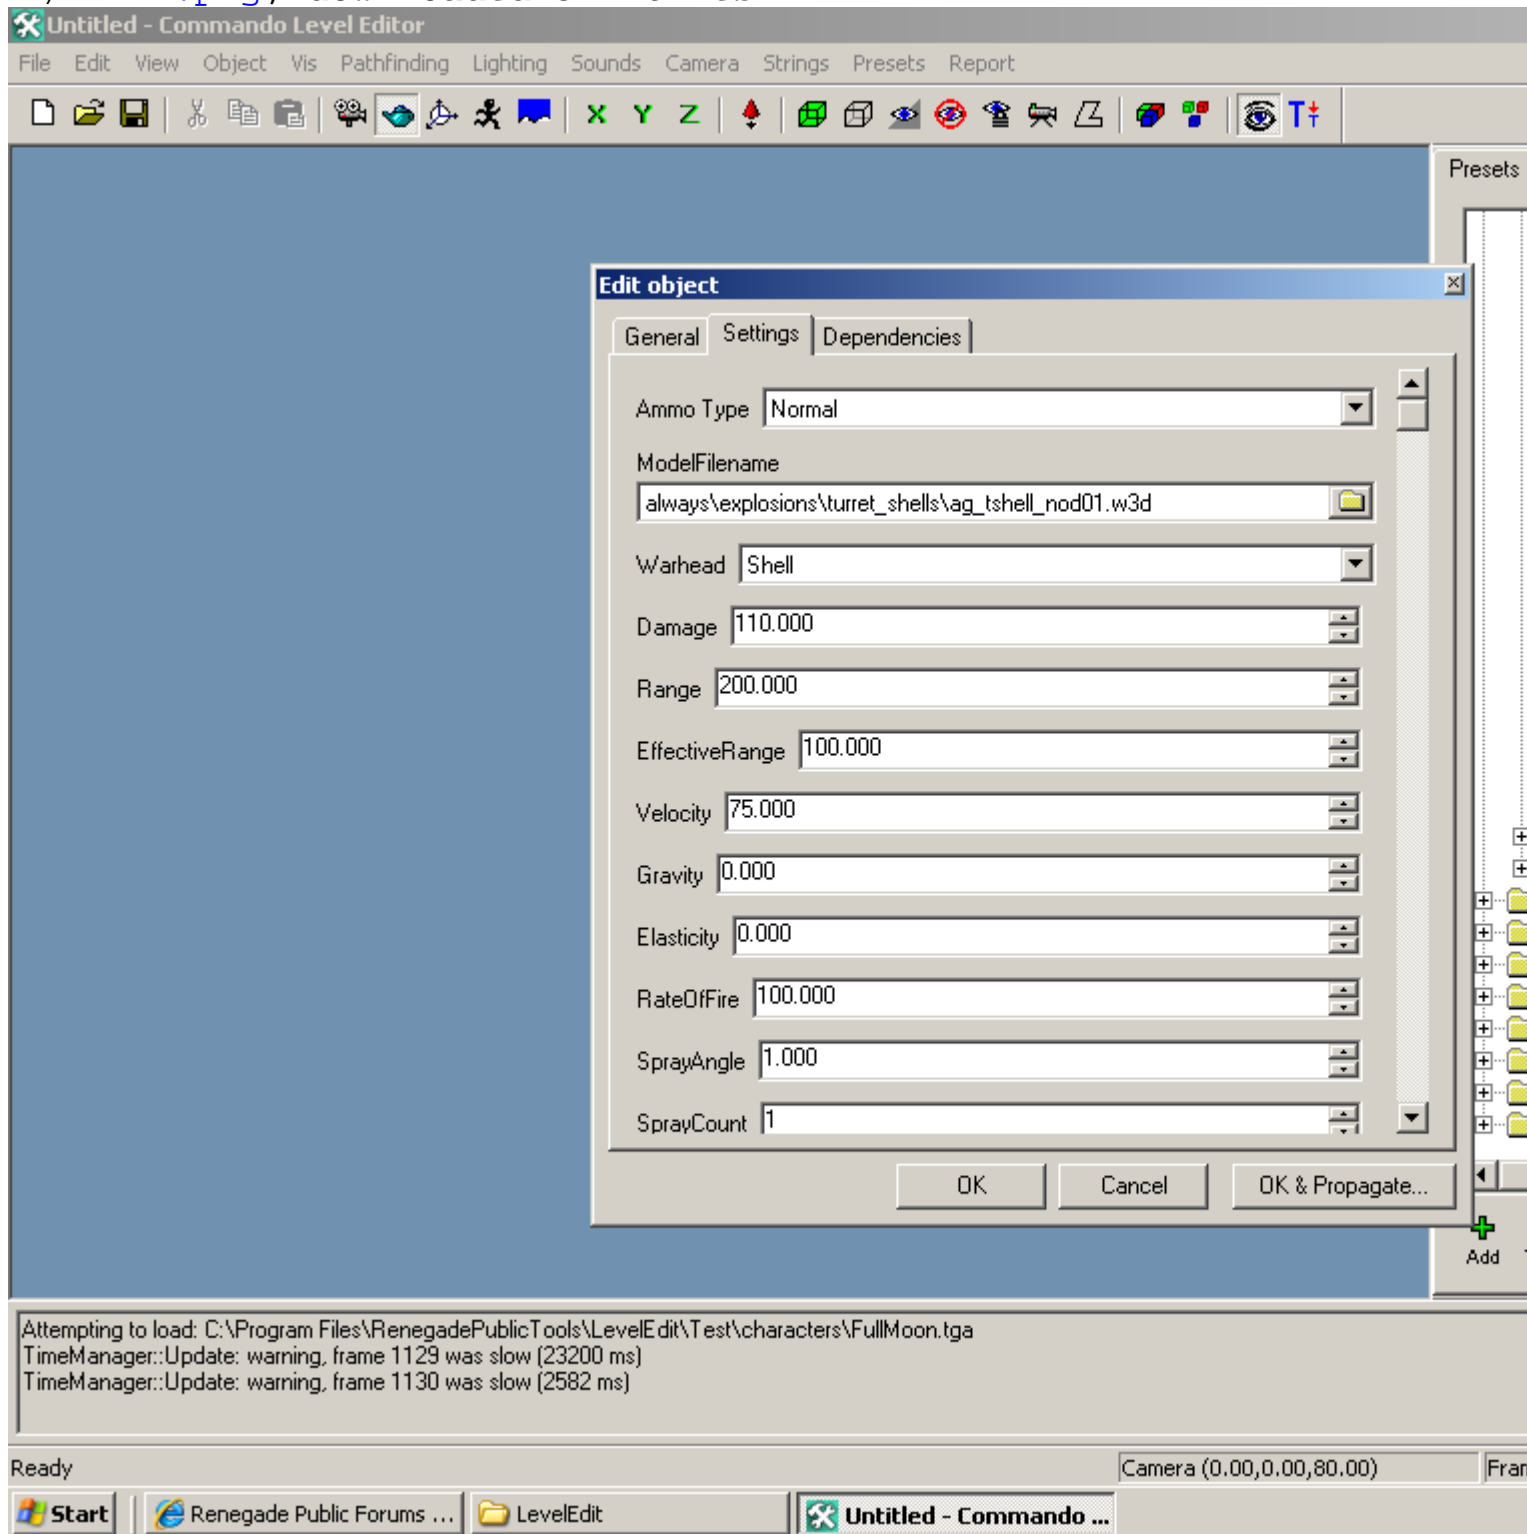 Untitled - Commando Level Editor
File Edit View Object Vis Pathfinding Lighting Sounds Camera Strings Presets Report
X Y Z T
Presets
Edit object
General Settings Dependencies
Ammo Type Normal
ModelFilename
always\explosions\turret_shells\ag_tshell_nod01.w3d
Warhead Shell
Damage 110.000
Range 200.000
EffectiveRange 100.000
Velocity 75.000
Gravity 0.000
Elasticity 0.000
RateOfFire 100.000
SprayAngle 1.000
SprayCount 1
OK Cancel OK & Propagate...
Add
Attempting to load: C:\Program Files\RenegadePublicTools\LevelEdit\Test\characters\FullMoon.tga
TimeManager::Update: warning, frame 1129 was slow (23200 ms)
TimeManager::Update: warning, frame 1130 was slow (2582 ms)
Ready Camera (0.00,0.00,80.00) Fran
Start Renegade Public Forums ... LevelEdit Untitled - Commando ...